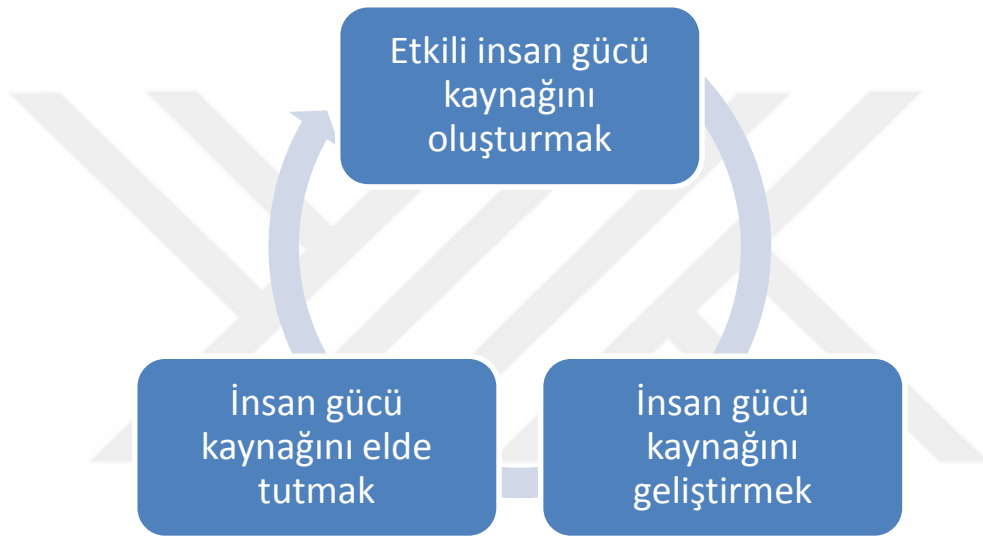 Etkili insan gücü
kaynağını
oluşturmak
İnsan gücü
kaynağını elde
tutmak
İnsan gücü
kaynağını
geliştirmek